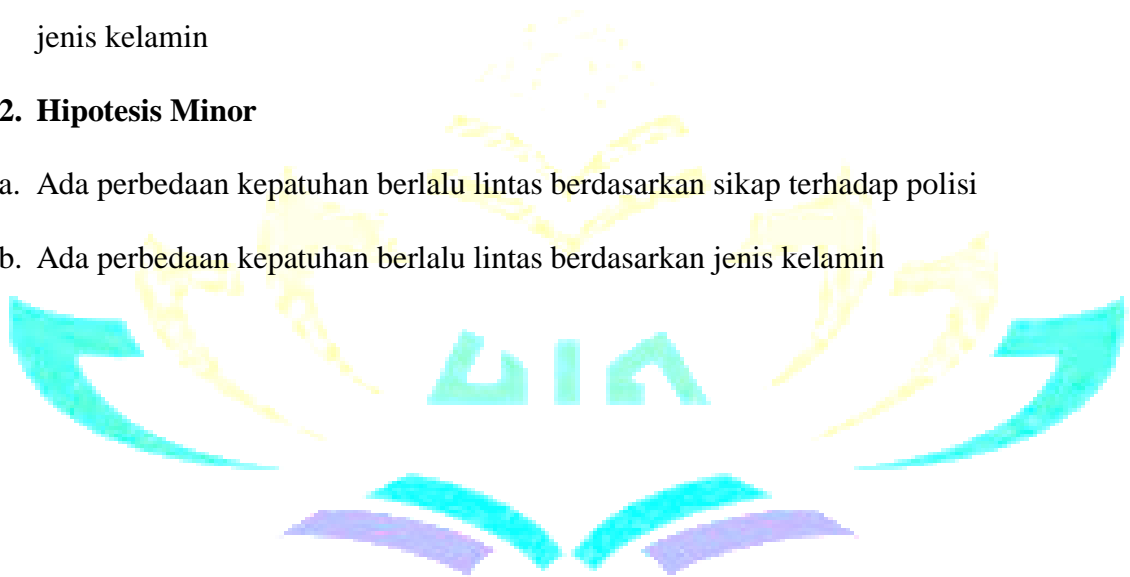 jenis kelamin
2. Hipotesis Minor
a. Ada perbedaan kepatuhan berlalu lintas berdasarkan sikap terhadap polisi
b. Ada perbedaan kepatuhan berlalu lintas berdasarkan jenis kelamin